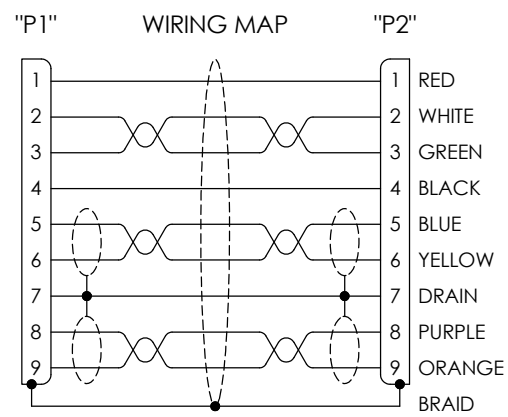 "P1" WIRING MAP "P2"
1 1 RED
2 2 WHITE
3 3 GREEN
4 4 BLACK
5 5 BLUE
6 6 YELLOW
7 7 DRAIN
8 8 PURPLE
9 9 ORANGE
BRAID